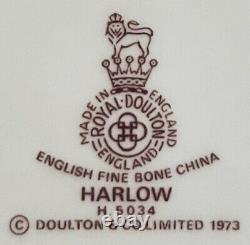 MADE IN ENGLAND
ROYAL·DOULTON
ENGLAND
ENGLISH FINE BONE CHINA
HARLOW
H.5034
© DOULTON & CO LIMITED 1973